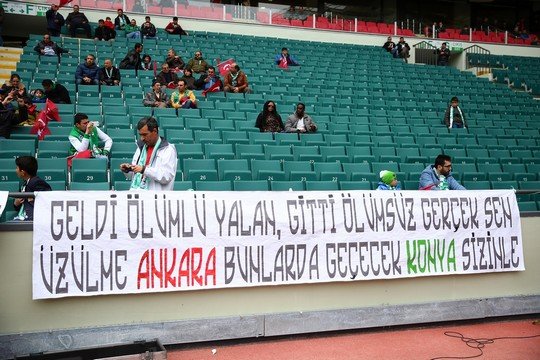 GELDİ ÖLÜMLÜ YALAN, GİTTİ ÖLÜMSÜZ GERÇEK SEN
ÜZÜLME ANKARA BUNLARDA GEÇECEK KONYA SİZİNLE